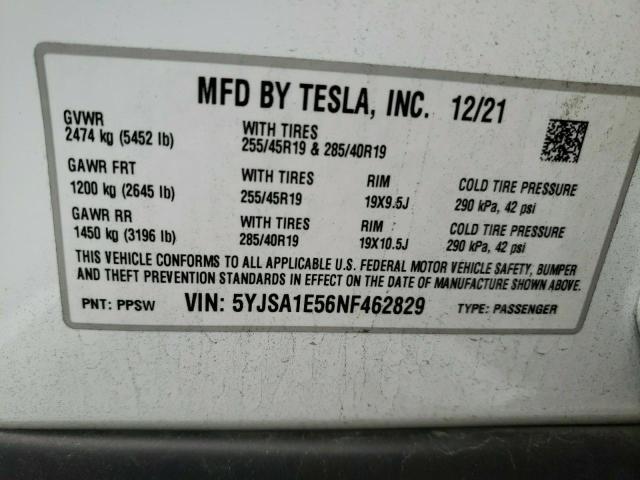 MFD BY TESLA, INC. 12/21
GVWR
2474 kg (5452 lb)
WITH TIRES
255/45R19 & 285/40R19
GAWR FRT
1200 kg (2645 lb)
WITH TIRES
255/45R19
RIM
19X9.5J
COLD TIRE PRESSURE
290 kPa, 42 psi
GAWR RR
1450 kg (3196 lb)
WITH TIRES
285/40R19
RIM
19X10.5J
COLD TIRE PRESSURE
290 kPa, 42 psi
THIS VEHICLE CONFORMS TO ALL APPLICABLE U.S. FEDERAL MOTOR VEHICLE SAFETY, BUMPER
AND THEFT PREVENTION STANDARDS IN EFFECT ON THE DATE OF MANUFACTURE SHOWN ABOVE.
PNT: PPSW VIN: 5YJSA1E56NF462829 TYPE: PASSENGER